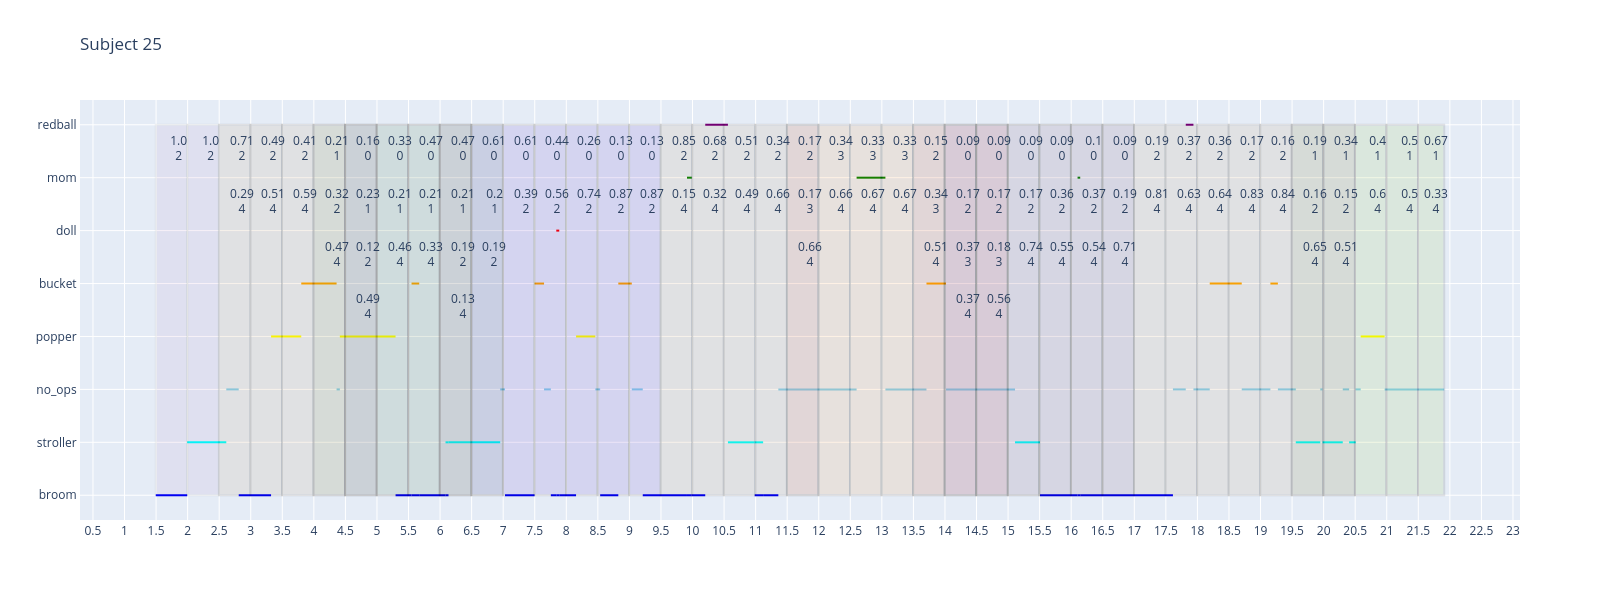 Subject 25
redball
1.0 1.0 0.71 0.49 0.41 0.21 0.16 0.33 0.47 0.47 0.61 0.61 0.44 0.26 0.13 0.13 0.85 0.68 0.51 0.34 0.17 0.34 0.33 0.33 0.15 0.09 0.09 0.09 0.09 0.1 0.09 0.19 0.37 0.36 0.17 0.16 0.19 0.34 0.4 0.5 0.67
2 2 2 2 2 1 0 0 0 0 0 0 0 0 0 0 2 2 2 2 2 3 3 3 2 0 0 0 0 0 0 2 2 2 2 2 1 1 1 1 1
mom
0.29 0.51 0.59 0.32 0.23 0.21 0.21 0.21 0.2 0.39 0.56 0.74 0.87 0.87 0.15 0.32 0.49 0.66 0.17 0.66 0.67 0.67 0.34 0.17 0.17 0.17 0.36 0.37 0.19 0.81 0.63 0.64 0.83 0.84 0.16 0.15 0.6 0.5 0.33
4 4 4 2 1 1 1 1 1 2 2 2 2 2 4 4 4 4 3 4 4 4 3 2 2 2 2 2 2 4 4 4 4 4 2 2 4 4 4
doll
0.47 0.12 0.46 0.33 0.19 0.19 0.66 0.51 0.37 0.18 0.74 0.55 0.54 0.71 0.65 0.51
4 2 4 4 2 2 4 4 3 3 4 4 4 4 4 4
bucket
0.49 0.13 0.37 0.56
4 4 4 4
popper
no_ops
stroller
broom
0.5 1 1.5 2 2.5 3 3.5 4 4.5 5 5.5 6 6.5 7 7.5 8 8.5 9 9.5 10 10.5 11 11.5 12 12.5 13 13.5 14 14.5 15 15.5 16 16.5 17 17.5 18 18.5 19 19.5 20 20.5 21 21.5 22 22.5 23